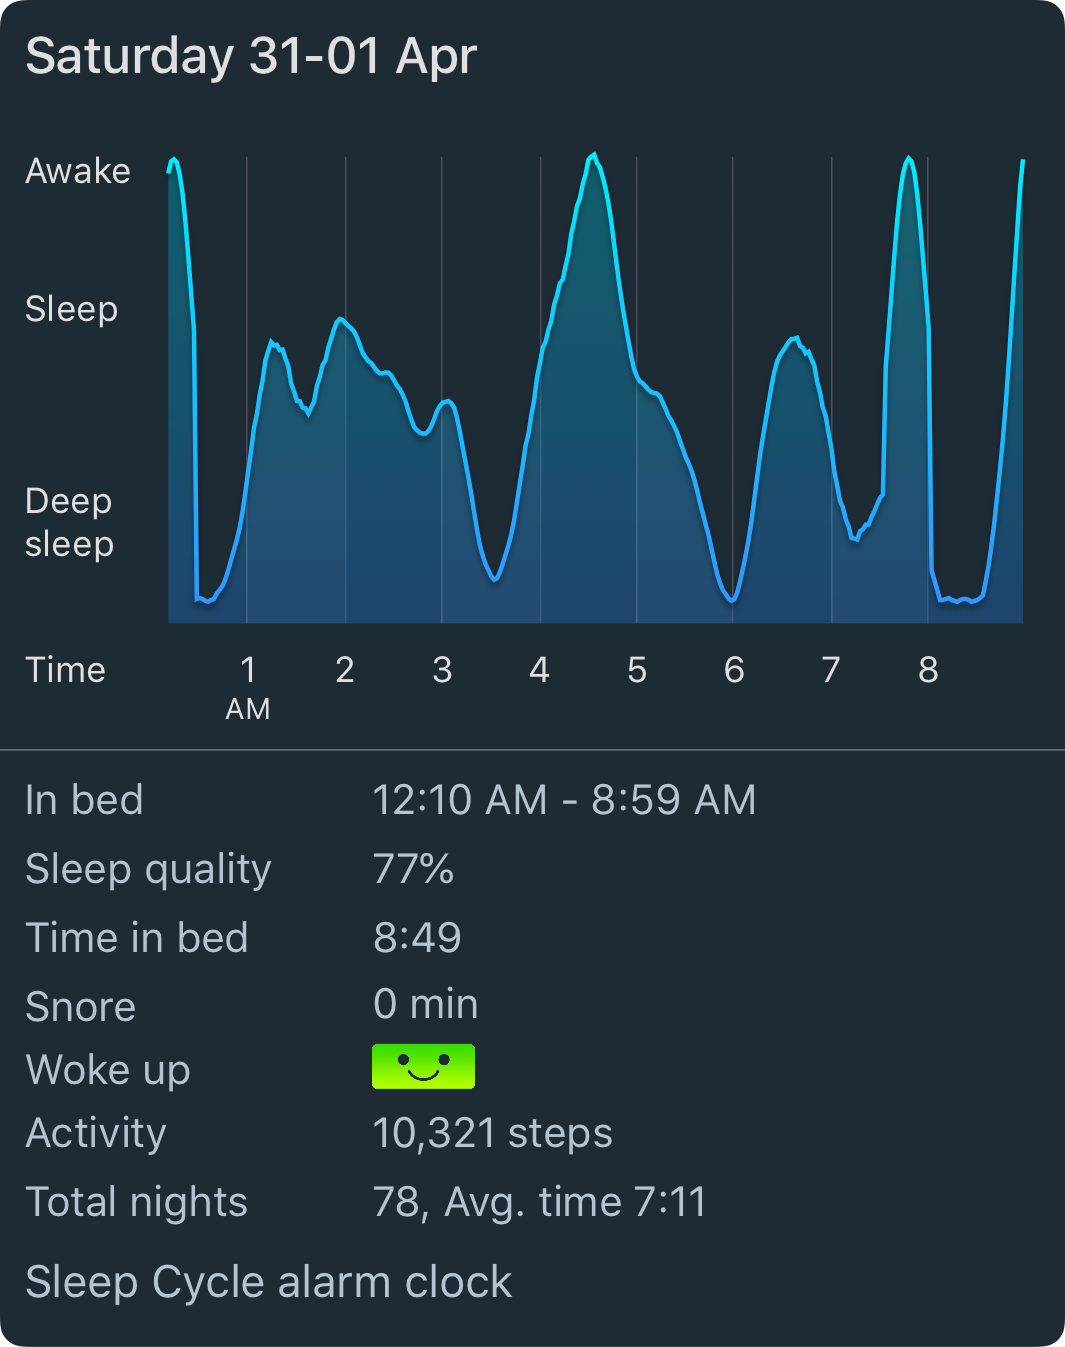 Saturday 31-01 Apr
Awake
Sleep
Deep
sleep
Time 1 2 3 4 5 6 7 8
AM
In bed 12:10 AM - 8:59 AM
Sleep quality 77%
Time in bed 8:49
Snore 0 min
Woke up
Activity 10,321 steps
Total nights 78, Avg. time 7:11
Sleep Cycle alarm clock